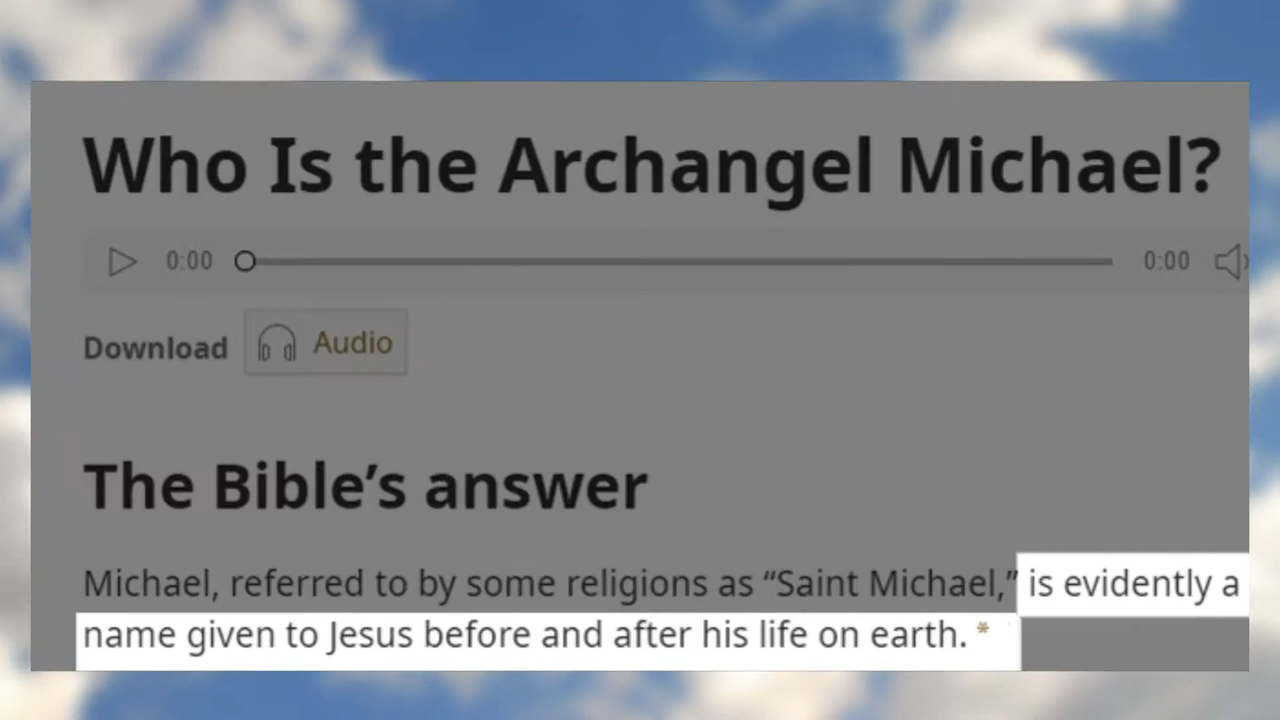 Who Is the Archangel Michael?
0:00 0:00
Download Audio
The Bible’s answer
Michael, referred to by some religions as “Saint Michael,” is evidently a
name given to Jesus before and after his life on earth. *